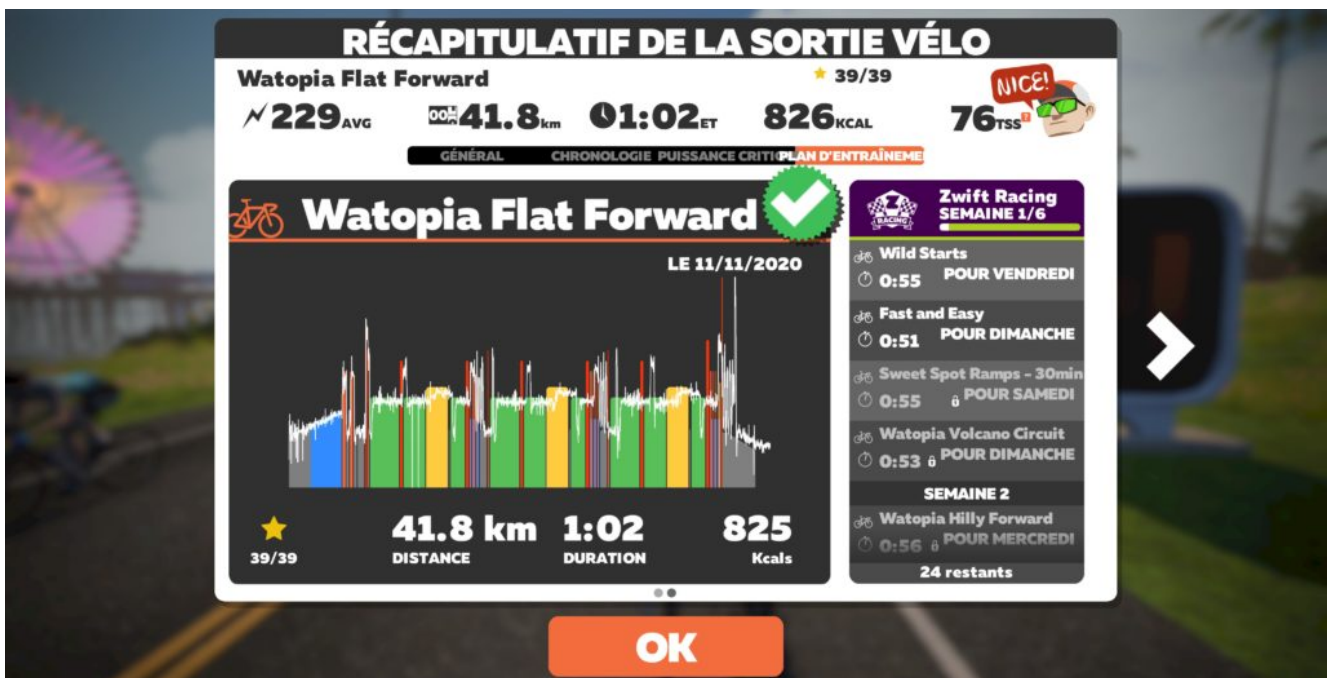 RÉCAPITULATIF DE LA SORTIE VÉLO
Watopia Flat Forward
39/39
NICE!
229AVG
41.8km
1:02ET
826KCAL
76TSS?
GÉNÉRAL
CHRONOLOGIE
PUISSANCE CRITIQ
PLAN D'ENTRAÎNEME
Watopia Flat Forward
LE 11/11/2020
39/39
41.8 km
DISTANCE
1:02
DURATION
825
Kcals
Z
RACING
Zwift Racing
SEMAINE 1/6
Wild Starts
0:55 POUR VENDREDI
Fast and Easy
0:51 POUR DIMANCHE
Sweet Spot Ramps - 30min
0:55 POUR SAMEDI
Watopia Volcano Circuit
0:53 POUR DIMANCHE
SEMAINE 2
Watopia Hilly Forward
0:56 POUR MERCREDI
24 restants
OK